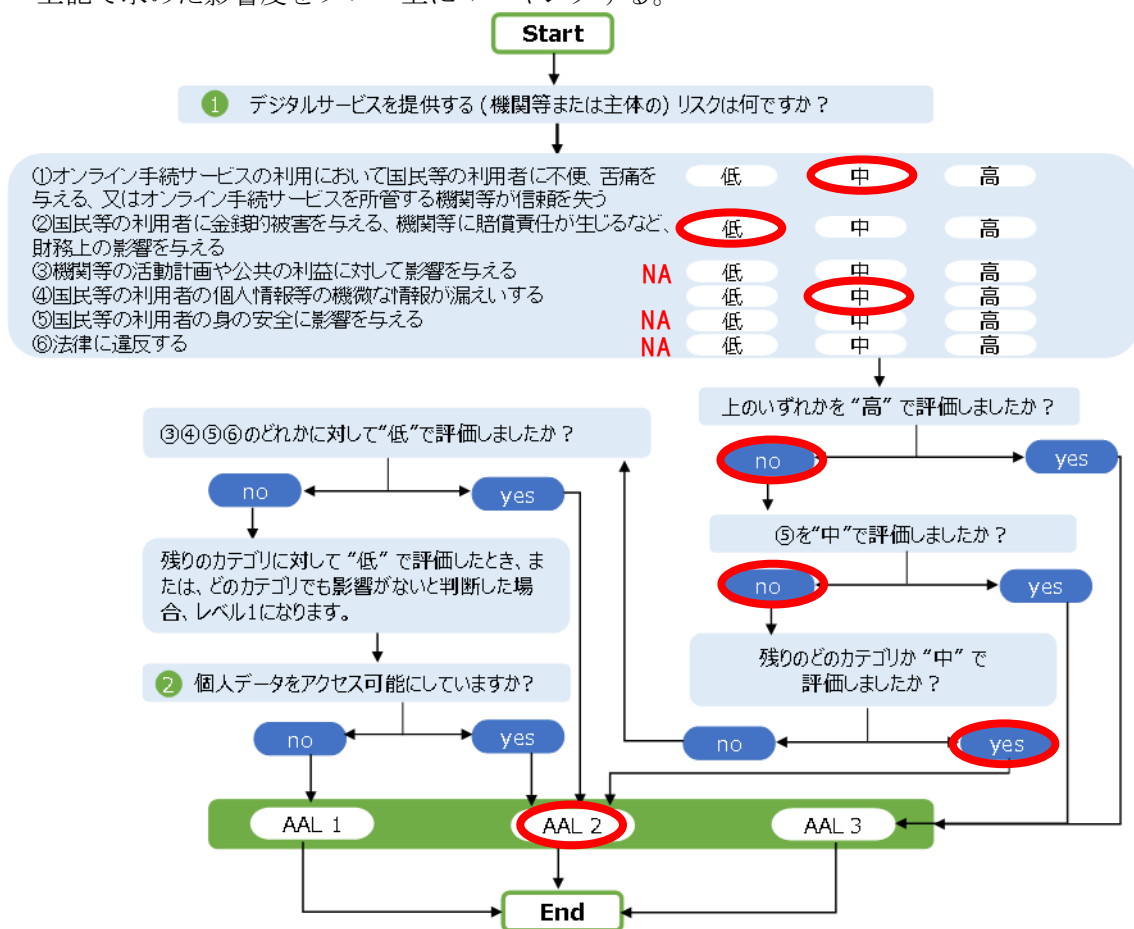 Start
1 デジタルサービスを提供する (機関等または主体の) リスクは何ですか？
①オンライン手続サービスの利用において国民等の利用者に不便、苦痛を
与える、又はオンライン手続サービスを所管する機関等が信頼を失う
低 中 高
②国民等の利用者に金銭的被害を与える、機関等に賠償責任が生じるなど、
財務上の影響を与える
低 中 高
③機関等の活動計画や公共の利益に対して影響を与える NA 低 中 高
④国民等の利用者の個人情報等の機微な情報が漏えいする 低 中 高
⑤国民等の利用者の身の安全に影響を与える NA 低 中 高
⑥法律に違反する NA 低 中 高
上のいずれかを “高” で評価しましたか？
no yes
⑤を“中”で評価しましたか？
no yes
残りのどのカテゴリか “中” で
評価しましたか？
no yes
③④⑤⑥のどれかに対して“低”で評価しましたか？
no yes
残りのカテゴリに対して “低” で評価したとき、ま
たは、どのカテゴリでも影響がないと判断した場
合、レベル1になります。
2 個人データをアクセス可能にしていますか？
no yes
AAL 1 AAL 2 AAL 3
End